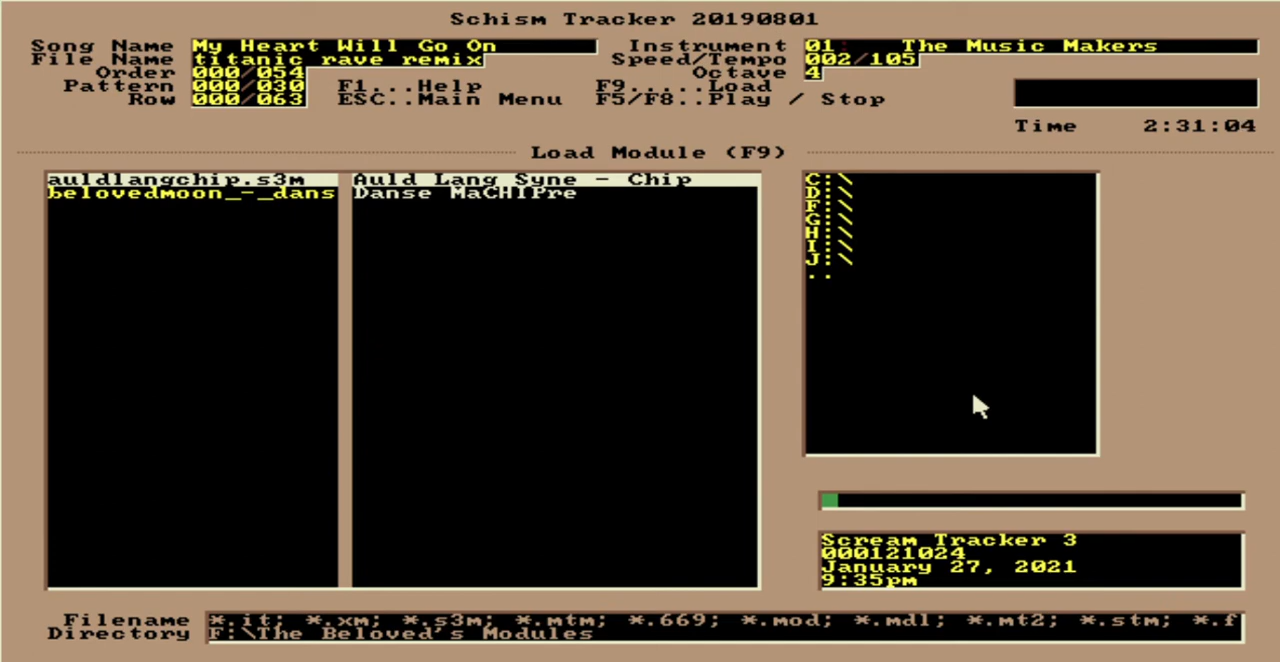 Schism Tracker 20190801
Song Name My Heart Will Go On
File Name titanic rave remix
Order 000/054
Pattern 000/030
Row 000/063
F1...Help
ESC..Main Menu
F9.....Load
F5/F8..Play / Stop
Instrument 01: The Music Makers
Speed/Tempo 002/105
Octave 4
Time 2:31:04
Load Module (F9)
auldlangchip.s3m Auld Lang Syne - Chip
belovedmoon_-_dans Danse MaCHIPre
C:\
D:\
F:\
G:\
H:\
I:\
J:\
..
Scream Tracker 3
000121024
January 27, 2021
9:35pm
Filename *.it; *.xm; *.s3m; *.mtm; *.669; *.mod; *.mdl; *.mt2; *.stm; *.f
Directory F:\The Beloved's Modules